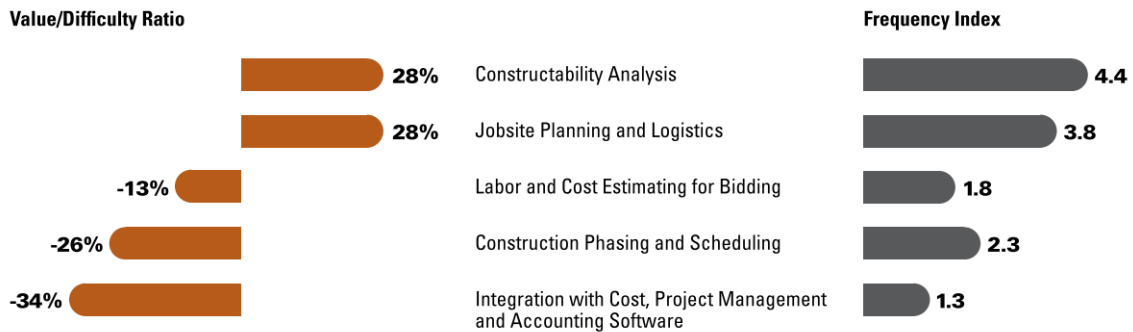 Value/Difficulty Ratio
Frequency Index
28%
Constructability Analysis
4.4
28%
Jobsite Planning and Logistics
3.8
-13%
Labor and Cost Estimating for Bidding
1.8
-26%
Construction Phasing and Scheduling
2.3
-34%
Integration with Cost, Project Management
and Accounting Software
1.3